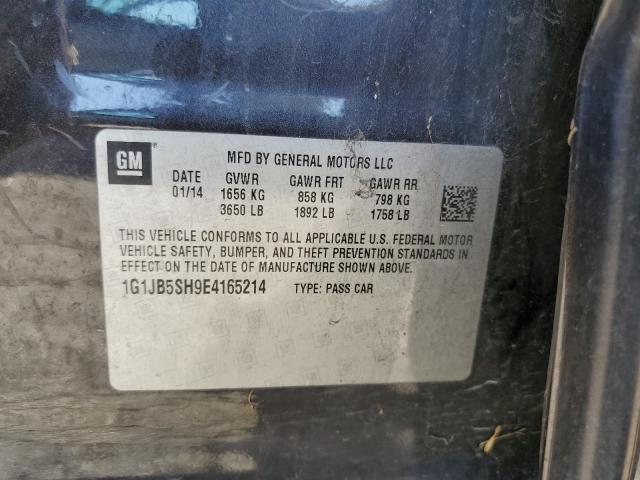 GM
MFD BY GENERAL MOTORS LLC
DATE GVWR GAWR FRT GAWR RR
01/14 1656 KG 858 KG 798 KG
3650 LB 1892 LB 1758 LB
THIS VEHICLE CONFORMS TO ALL APPLICABLE U.S. FEDERAL MOTOR
VEHICLE SAFETY, BUMPER, AND THEFT PREVENTION STANDARDS IN
EFFECT ON THE DATE OF MANUFACTURE SHOWN ABOVE.
1G1JB5SH9E4165214 TYPE: PASS CAR